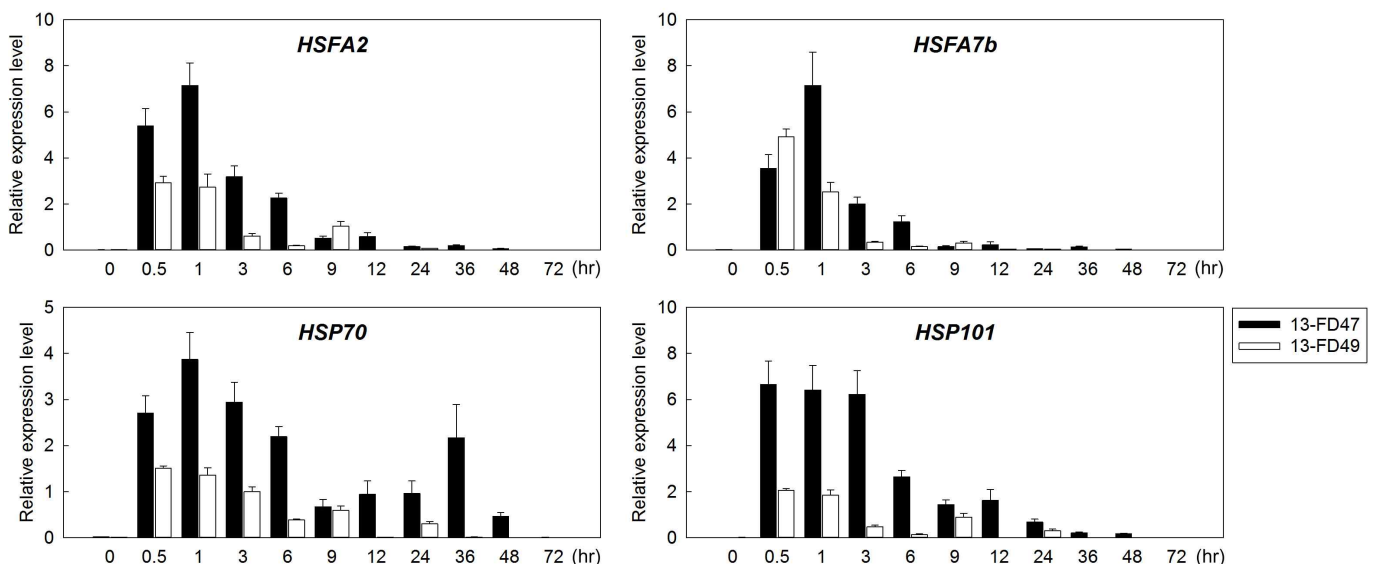 HSFA2
Relative expression level
10
8
6
4
2
0
0 0.5 1 3 6 9 12 24 36 48 72 (hr)
HSFA7b
Relative expression level
10
8
6
4
2
0
0 0.5 1 3 6 9 12 24 36 48 72 (hr)
HSP70
Relative expression level
5
4
3
2
1
0
0 0.5 1 3 6 9 12 24 36 48 72 (hr)
HSP101
Relative expression level
10
8
6
4
2
0
0 0.5 1 3 6 9 12 24 36 48 72 (hr)
13-FD47
13-FD49